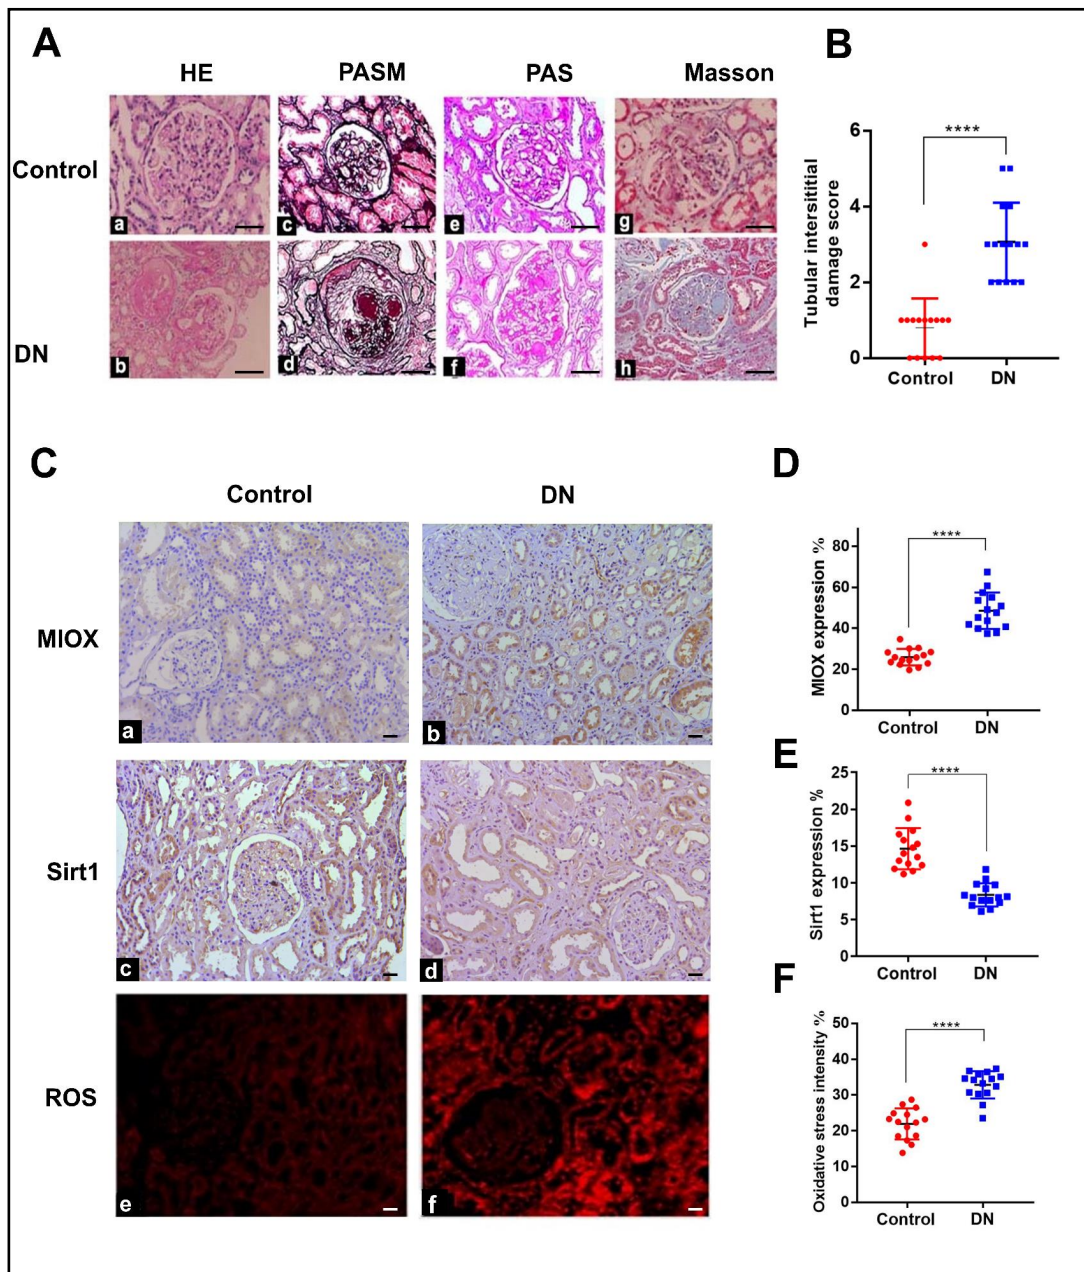 A
HE PASM PAS Masson
Control
a c e g
DN
b d f h
B
Tubular intersititial
damage score
6
4
2
0
****
Control DN
C
Control DN
MIOX
a b
Sirt1
c d
ROS
e f
D
MIOX expression %
80
60
40
20
0
****
Control DN
E
Sirt1 expression %
25
20
15
10
5
0
****
Control DN
F
Oxidative stress intensity %
50
40
30
20
10
0
****
Control DN